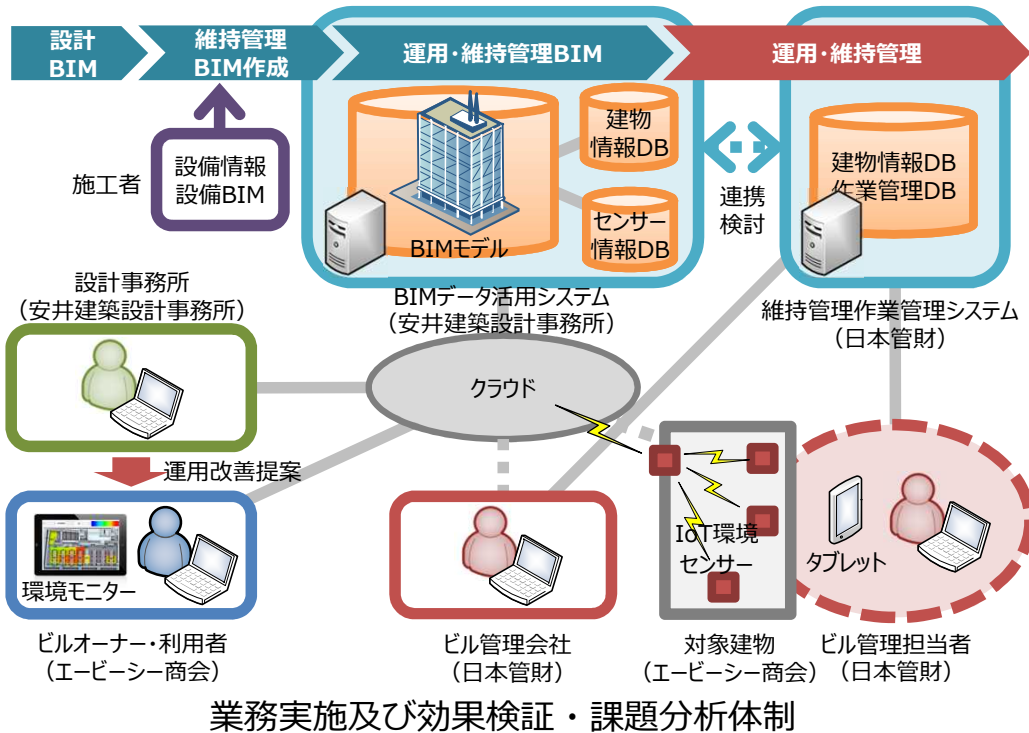 設計
BIM
維持管理
BIM作成
運用・維持管理BIM
運用・維持管理
施工者
設備情報
設備BIM
BIMモデル
建物
情報DB
センサー
情報DB
連携
検討
建物情報DB
作業管理DB
設計事務所
（安井建築設計事務所）
BIMデータ活用システム
（安井建築設計事務所）
維持管理作業管理システム
（日本管財）
クラウド
運用改善提案
環境モニター
IoT環境
センサー
タブレット
ビルオーナー・利用者
（エービーシー商会）
ビル管理会社
（日本管財）
対象建物
（エービーシー商会）
ビル管理担当者
（日本管財）
業務実施及び効果検証・課題分析体制